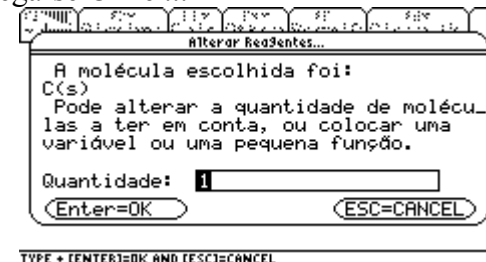 Alterar Reagentes...
A molécula escolhida foi:
C(s)
Pode alterar a quantidade de molécu_
las a ter em conta, ou colocar uma
variável ou uma pequena função.
Quantidade: 1
Enter=OK ESC=CANCEL
TYPE + [ENTER]=OK AND [ESC]=CANCEL